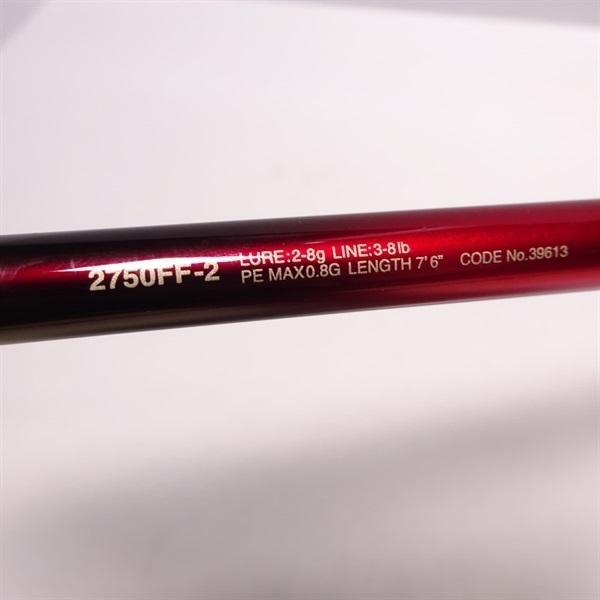 2750FF-2
LURE:2-8g LINE:3-8lb
PE MAX0.8G LENGTH 7'6"
CODE No.39613